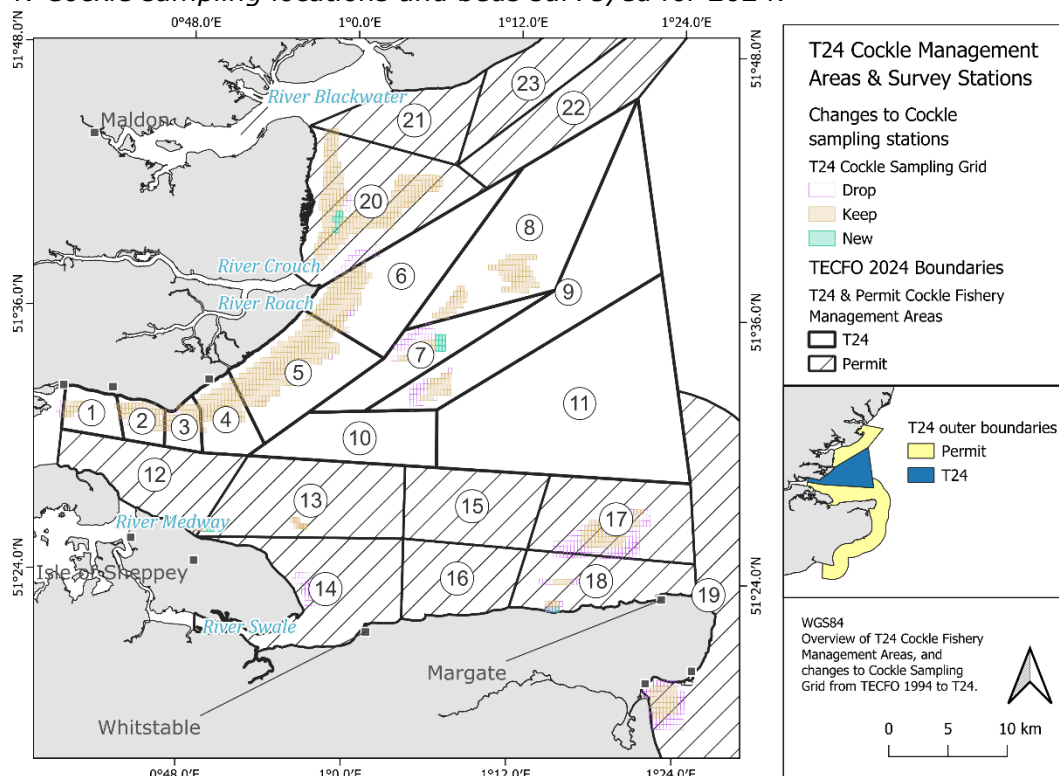 4. Cockle sampling locations and beds surveyed for 2024.
0°48.0'E 1°0.0'E 1°12.0'E 1°24.0'E
51°48.0'N
51°48.0'N
51°36.0'N
51°36.0'N
51°24.0'N
51°24.0'N
River Blackwater
Maldon
River Crouch
River Roach
River Medway
Isle of Sheppey
River Swale
Margate
Whitstable
23
22
21
20
8
6
9
7
5
11
1
2
3
4
10
12
13
15
17
14
16
18
19
0°48.0'E 1°0.0'E 1°12.0'E 1°24.0'E
T24 Cockle Management
Areas & Survey Stations
Changes to Cockle
sampling stations
T24 Cockle Sampling Grid
Drop
Keep
New
TECFO 2024 Boundaries
T24 & Permit Cockle Fishery
Management Areas
T24
Permit
T24 outer boundaries
Permit
T24
WGS84
Overview of T24 Cockle Fishery
Management Areas, and
changes to Cockle Sampling
Grid from TECFO 1994 to T24.
0 5 10 km